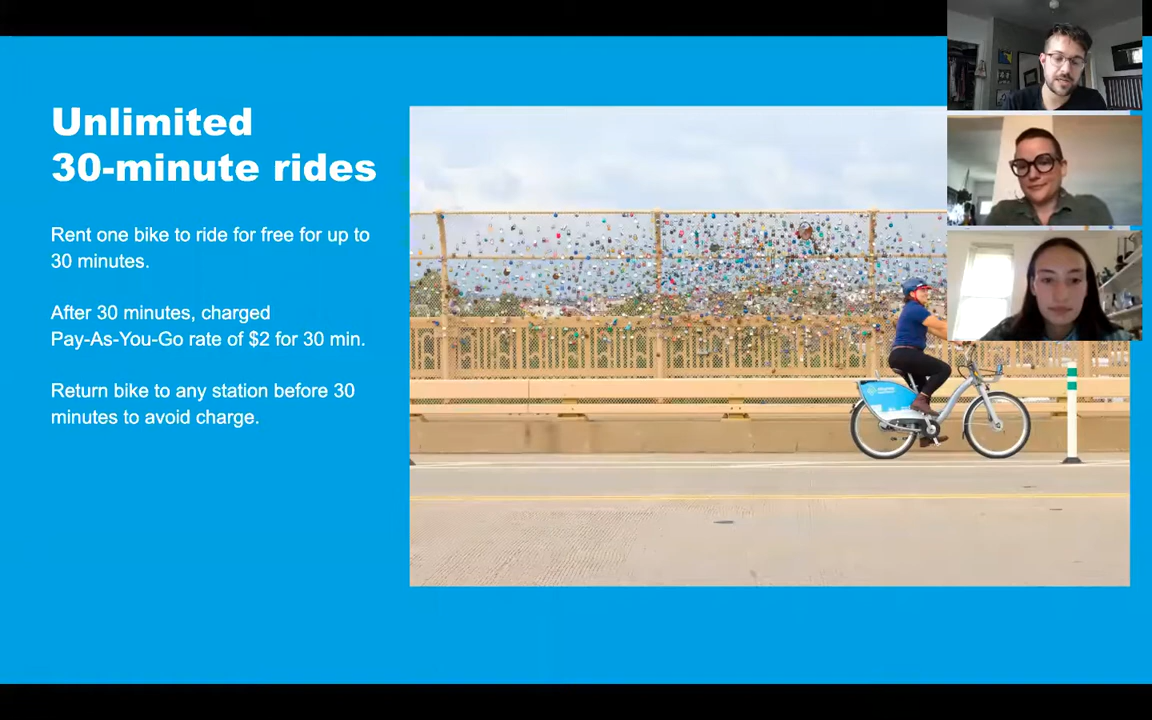 Unlimited
30-minute rides
Rent one bike to ride for free for up to
30 minutes.
After 30 minutes, charged
Pay-As-You-Go rate of $2 for 30 min.
Return bike to any station before 30
minutes to avoid charge.